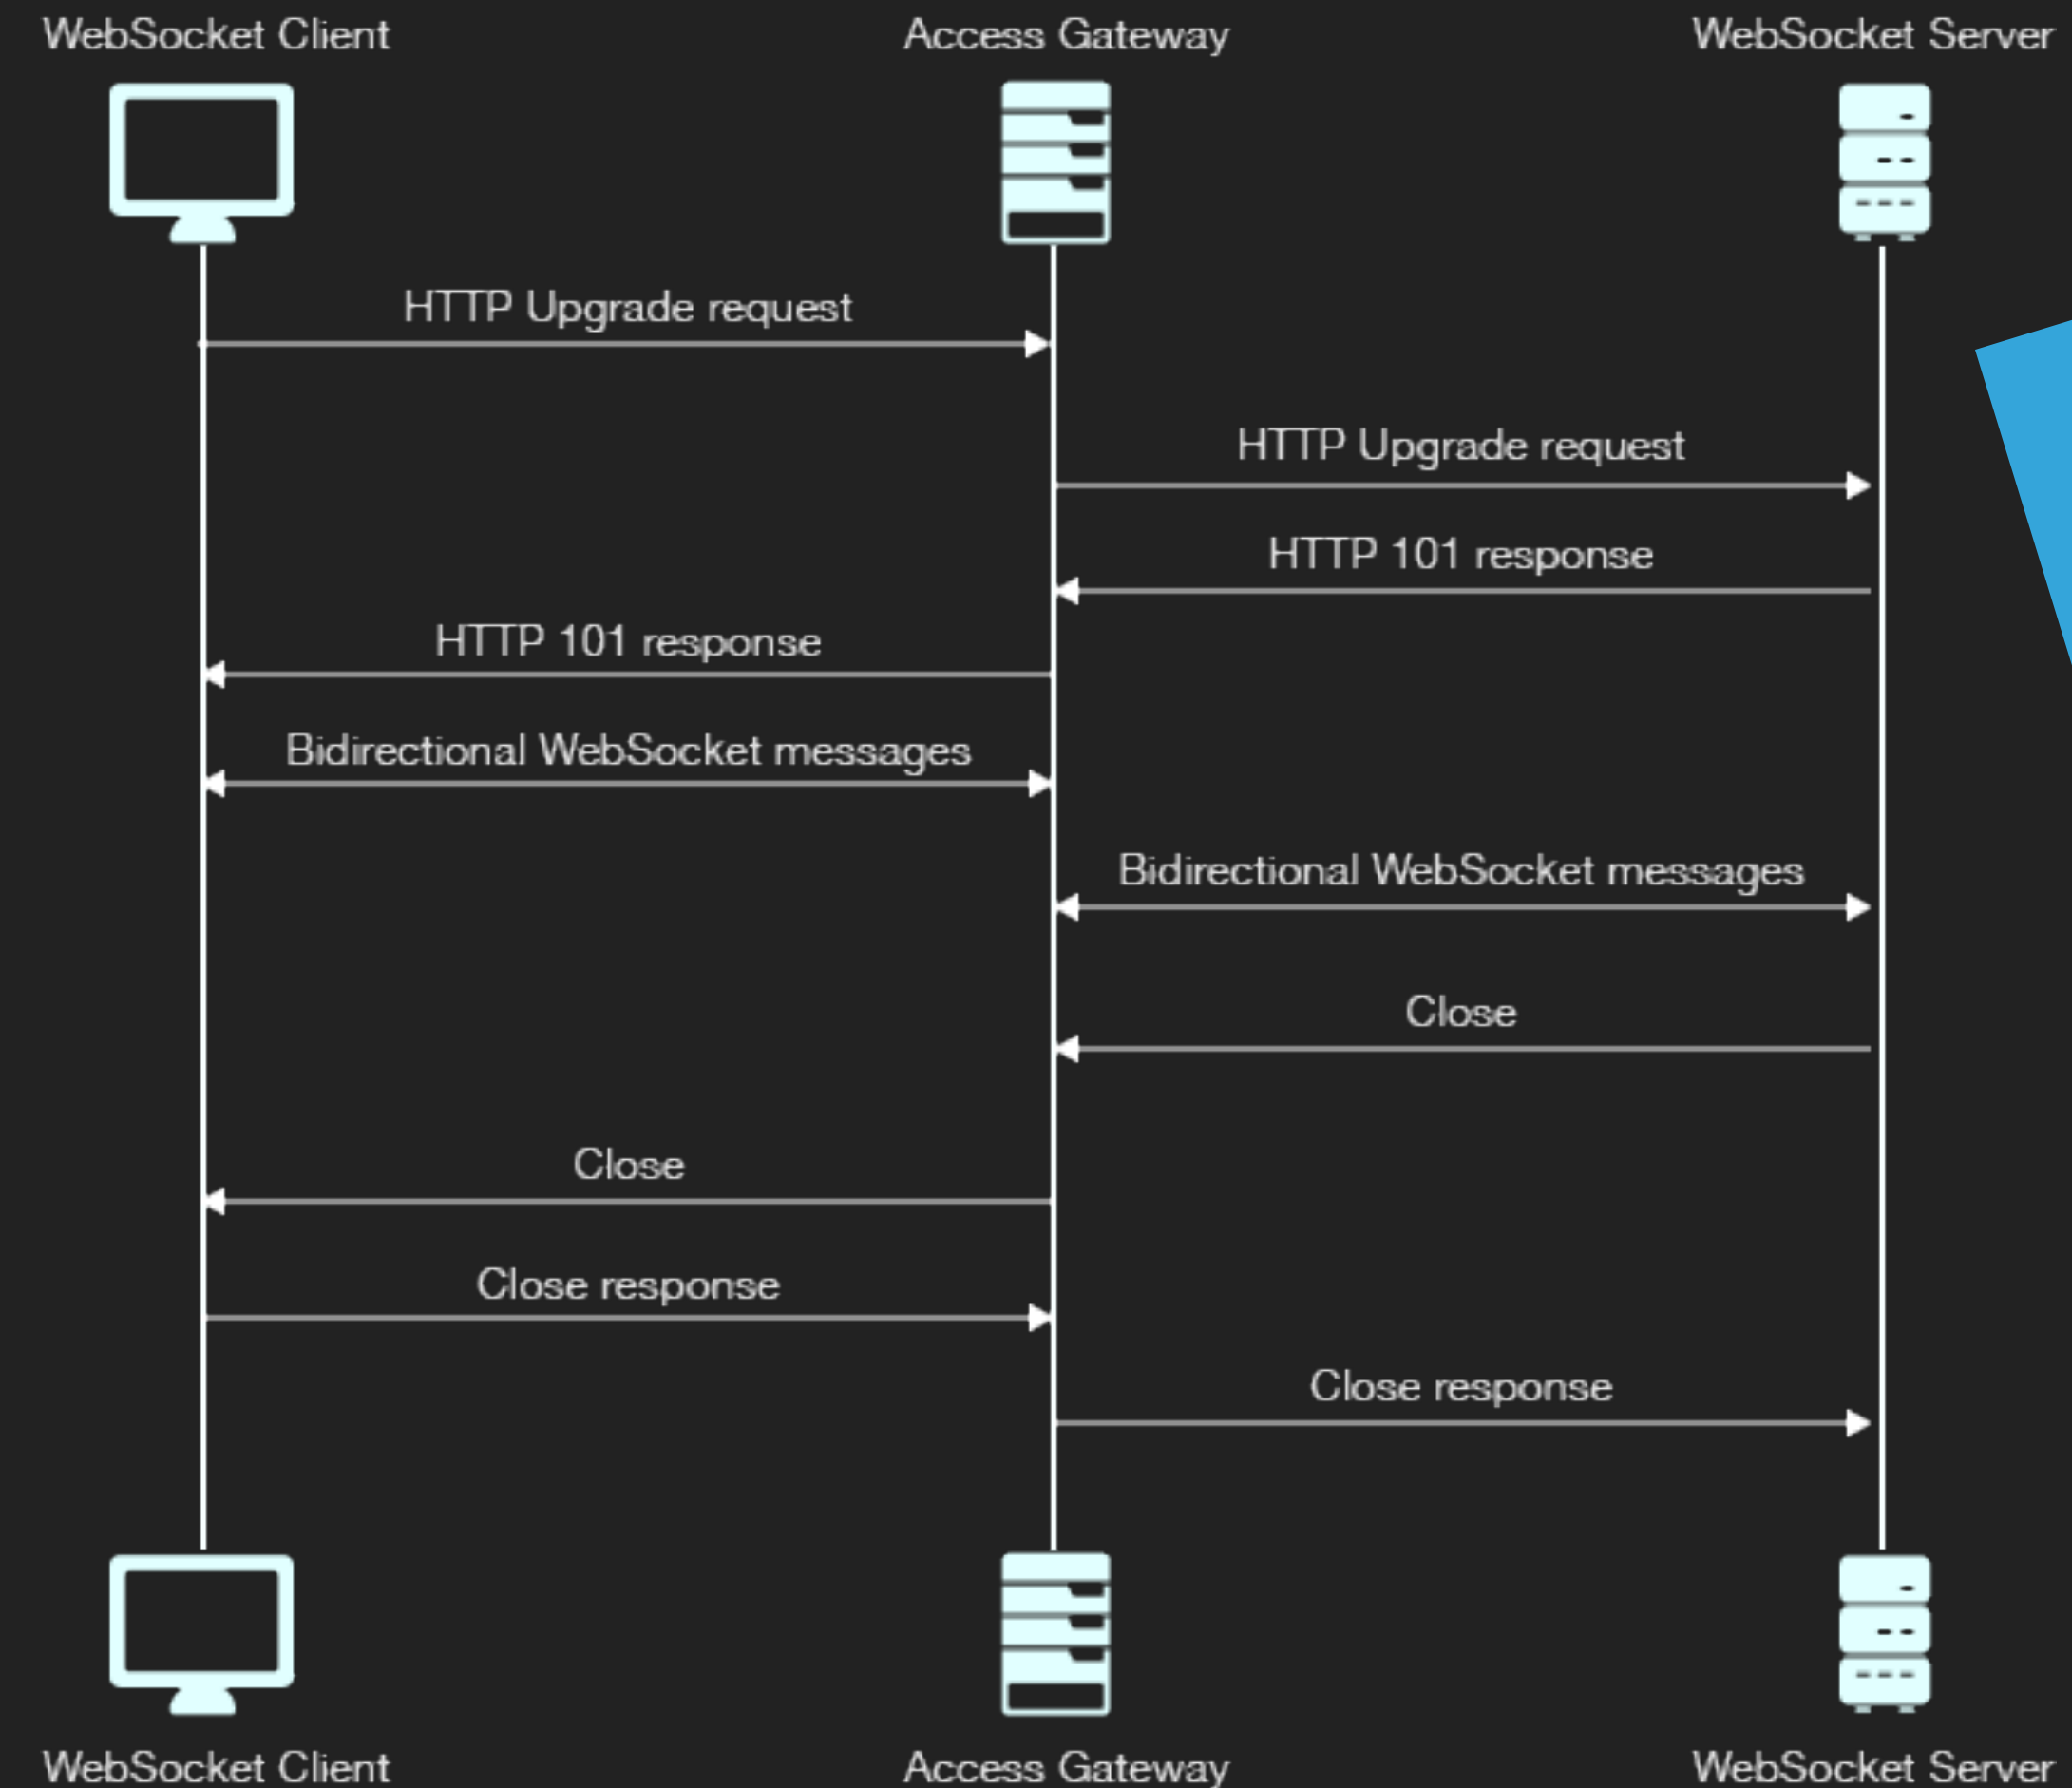 WebSocket Client
Access Gateway
WebSocket Server
HTTP Upgrade request
HTTP Upgrade request
HTTP 101 response
HTTP 101 response
Bidirectional WebSocket messages
Bidirectional WebSocket messages
Close
Close
Close response
Close response
WebSocket Client
Access Gateway
WebSocket Server